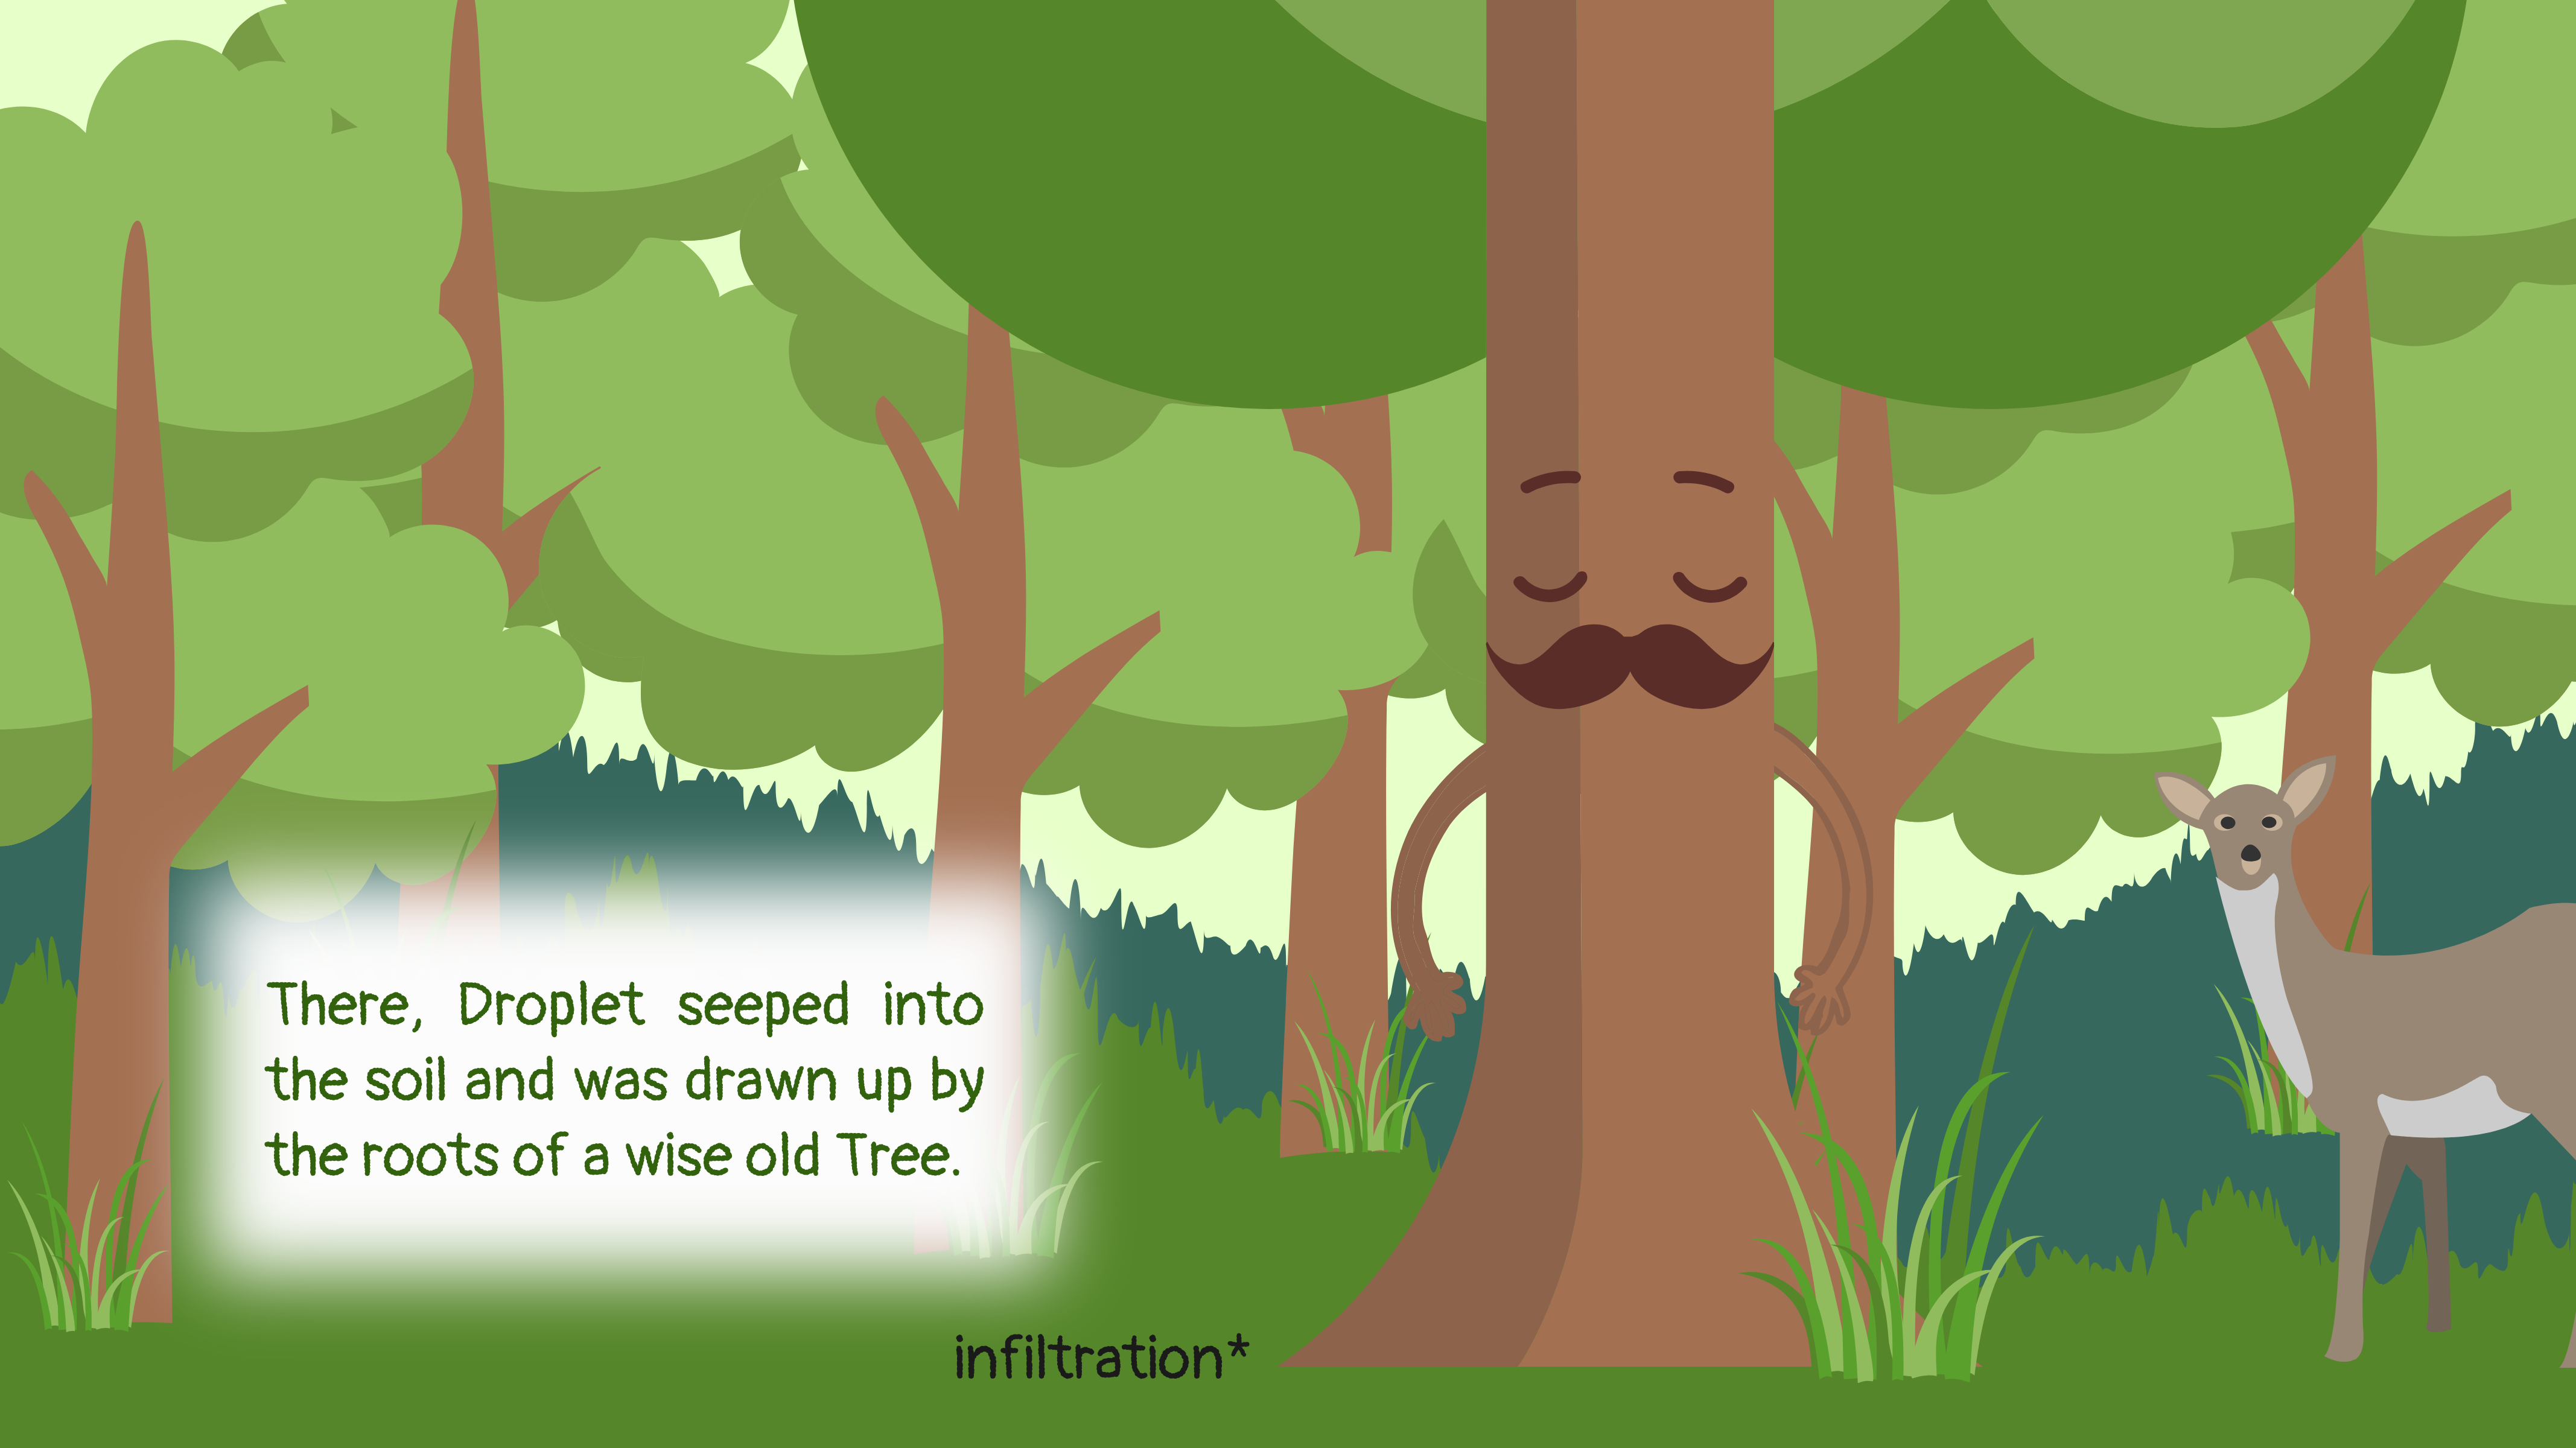 There, Droplet seeped into
the soil and was drawn up by
the roots of a wise old Tree.
infiltration*